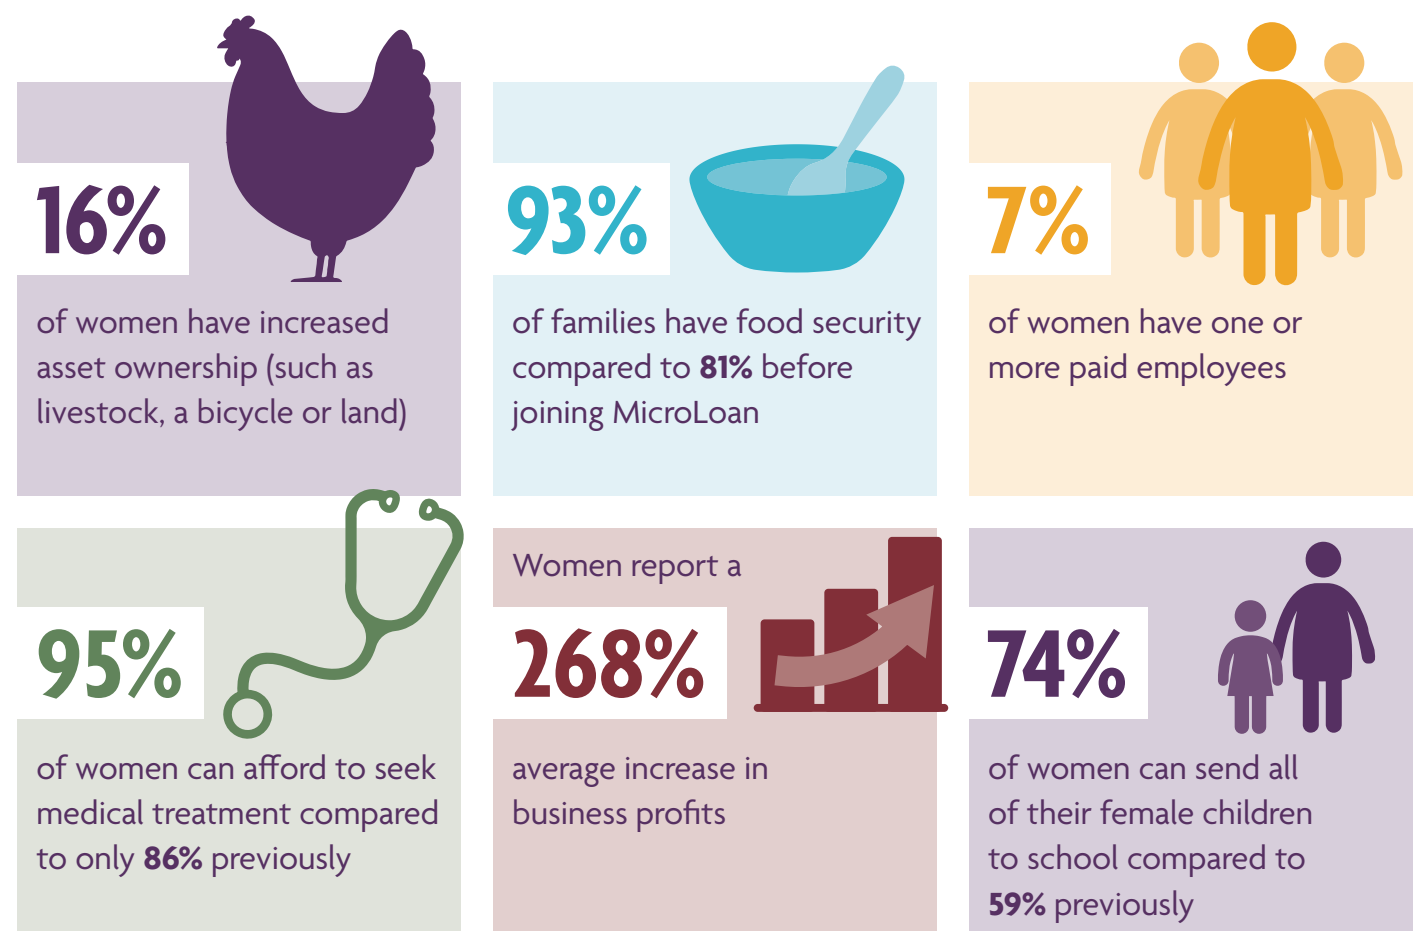 16%
of women have increased
asset ownership (such as
livestock, a bicycle or land)
93%
of families have food security
compared to 81% before
joining MicroLoan
7%
of women have one or
more paid employees
95%
of women can afford to seek
medical treatment compared
to only 86% previously
Women report a
268%
average increase in
business profits
74%
of women can send all
of their female children
to school compared to
59% previously